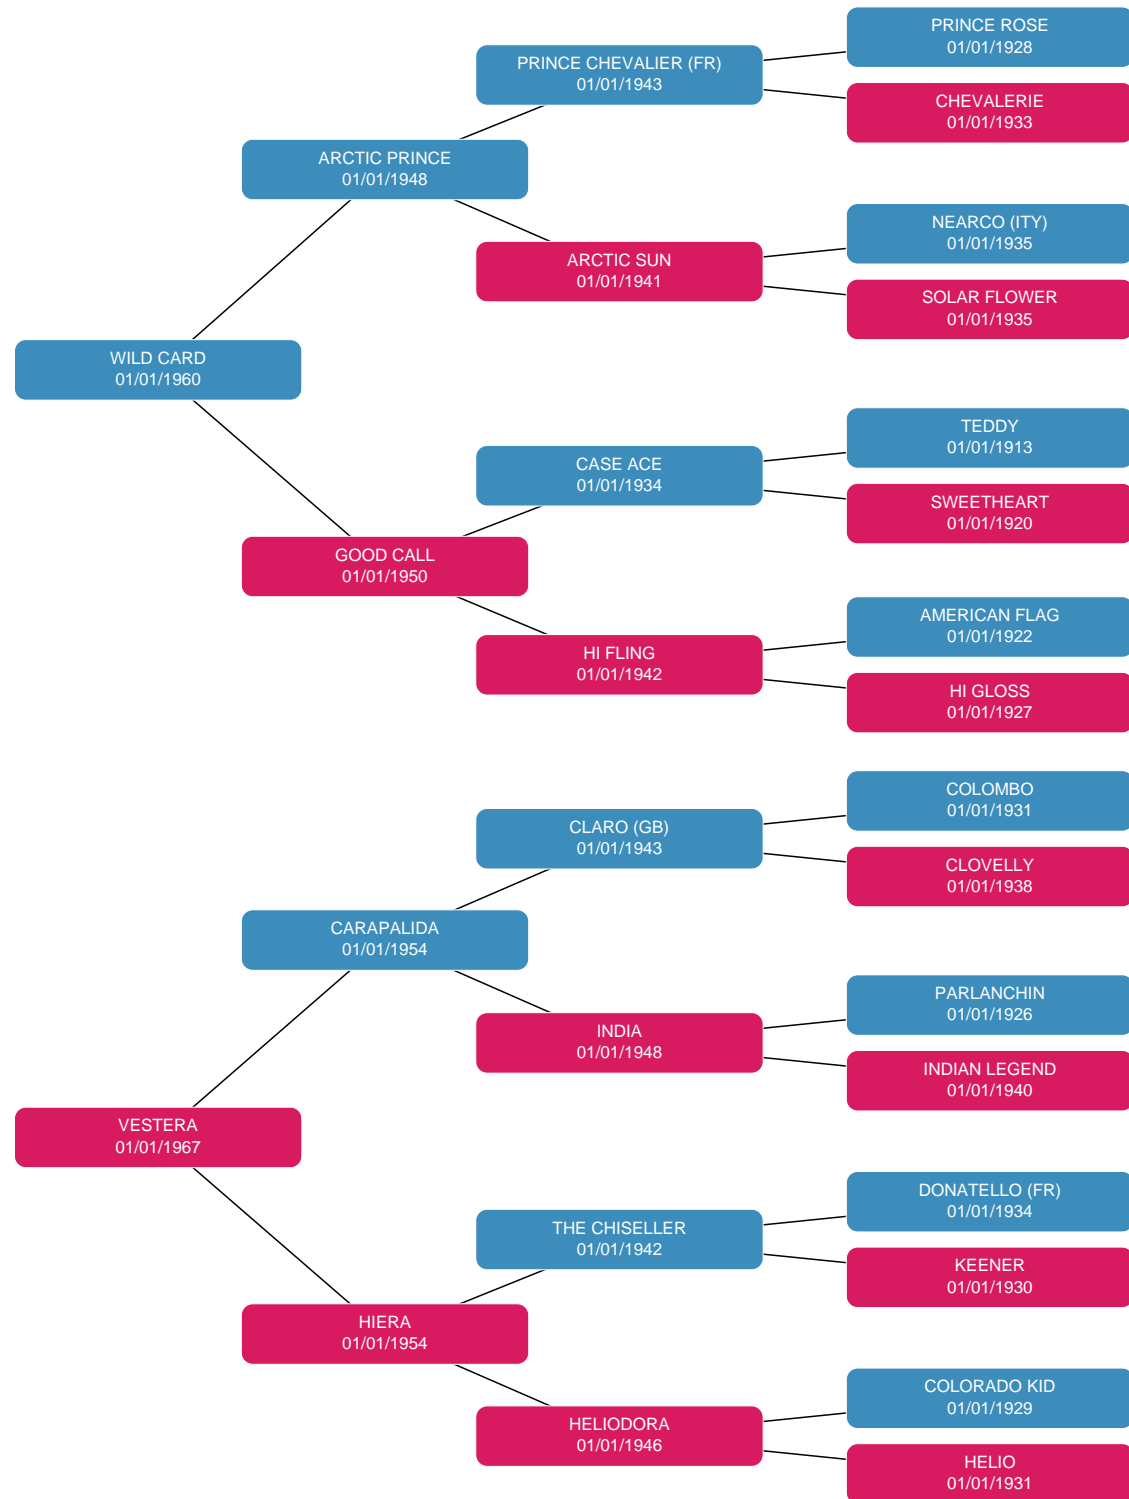 PRINCE ROSE
01/01/1928
PRINCE CHEVALIER (FR)
01/01/1943
CHEVALERIE
01/01/1933
ARCTIC PRINCE
01/01/1948
NEARCO (ITY)
01/01/1935
ARCTIC SUN
01/01/1941
SOLAR FLOWER
01/01/1935
WILD CARD
01/01/1960
TEDDY
01/01/1913
CASE ACE
01/01/1934
SWEETHEART
01/01/1920
GOOD CALL
01/01/1950
AMERICAN FLAG
01/01/1922
HI FLING
01/01/1942
HI GLOSS
01/01/1927
COLOMBO
01/01/1931
CLARO (GB)
01/01/1943
CLOVELLY
01/01/1938
CARAPALIDA
01/01/1954
PARLANCHIN
01/01/1926
INDIA
01/01/1948
INDIAN LEGEND
01/01/1940
VESTERA
01/01/1967
DONATELLO (FR)
01/01/1934
THE CHISELLER
01/01/1942
KEENER
01/01/1930
HIERA
01/01/1954
COLORADO KID
01/01/1929
HELIODORA
01/01/1946
HELIO
01/01/1931